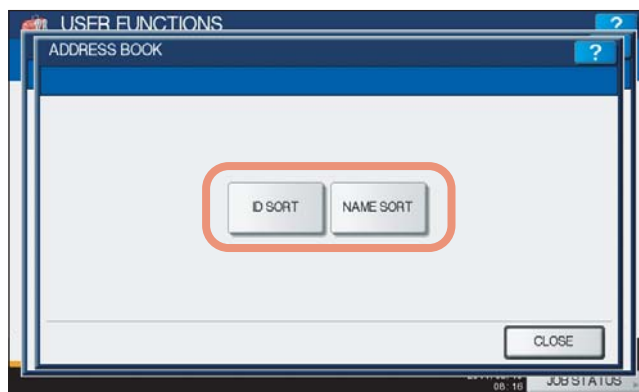 USER FUNCTIONS ?
ADDRESS BOOK ?
ID SORT NAME SORT
CLOSE
08:16 JOB STATUS